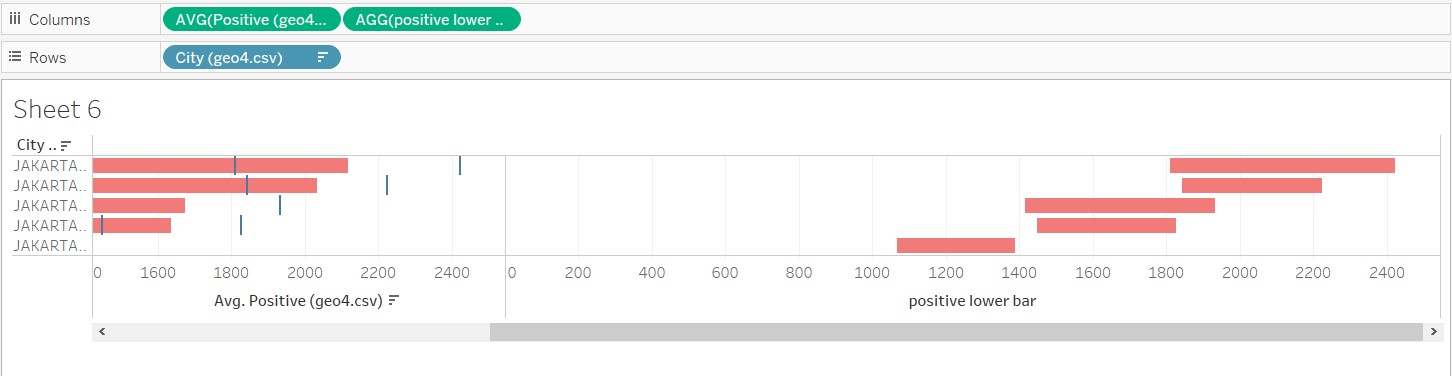 Columns AVG(Positive (geo4... AGG(positive lower ..
Rows City (geo4.csv)
Sheet 6
City ..
JAKARTA..
JAKARTA..
JAKARTA..
JAKARTA..
JAKARTA..
0 1600 1800 2000 2200 2400 0 200 400 600 800 1000 1200 1400 1600 1800 2000 2200 2400
Avg. Positive (geo4.csv) positive lower bar